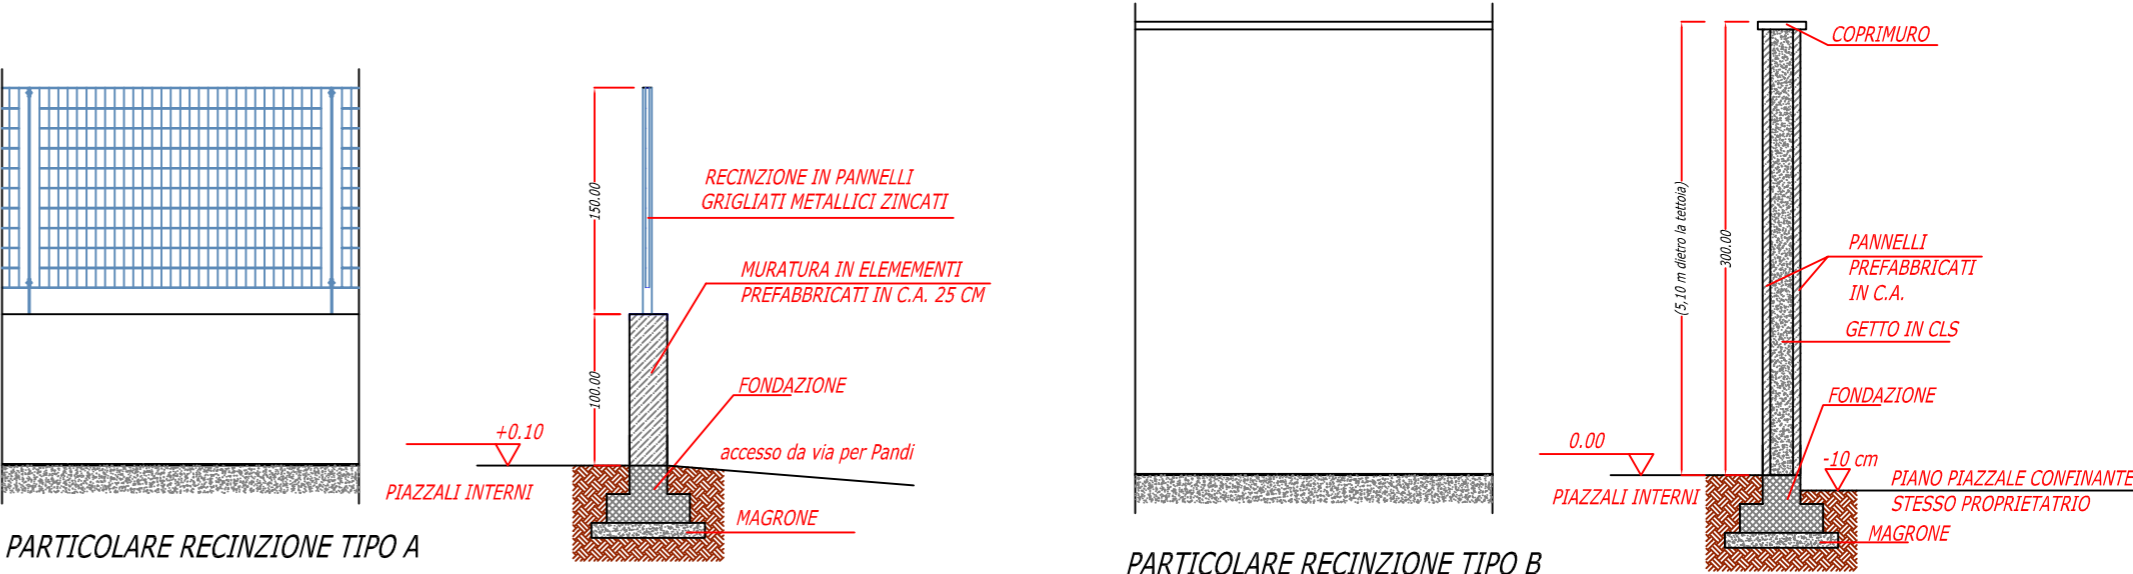 150.00
100.00
RECINZIONE IN PANNELLI
GRIGLIATI METALLICI ZINCATI
MURATURA IN ELEMEMENTI
PREFABBRICATI IN C.A. 25 CM
FONDAZIONE
accesso da via per Pandi
+0.10
PIAZZALI INTERNI
MAGRONE
PARTICOLARE RECINZIONE TIPO A
COPRIMURO
(5,10 m dietro la tettoia)
300.00
PANNELLI
PREFABBRICATI
IN C.A.
GETTO IN CLS
FONDAZIONE
0.00
-10 cm
PIAZZALI INTERNI
PIANO PIAZZALE CONFINANTE
STESSO PROPRIETATRIO
MAGRONE
PARTICOLARE RECINZIONE TIPO B